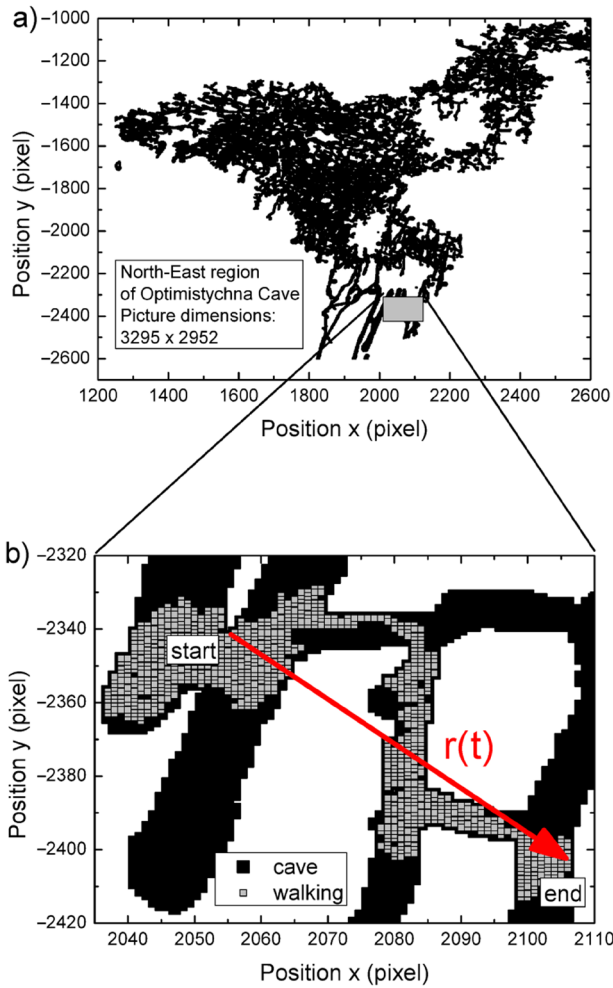 a)
−1000
−1200
−1400
−1600
−1800
−2000
−2200
−2400
−2600
Position y (pixel)
North-East region
of Optimistychna Cave
Picture dimensions:
3295 x 2952
1200 1400 1600 1800 2000 2200 2400 2600
Position x (pixel)
b)
−2320
−2340
−2360
−2380
−2400
−2420
Position y (pixel)
start
r(t)
cave
walking
end
2040 2050 2060 2070 2080 2090 2100 2110
Position x (pixel)